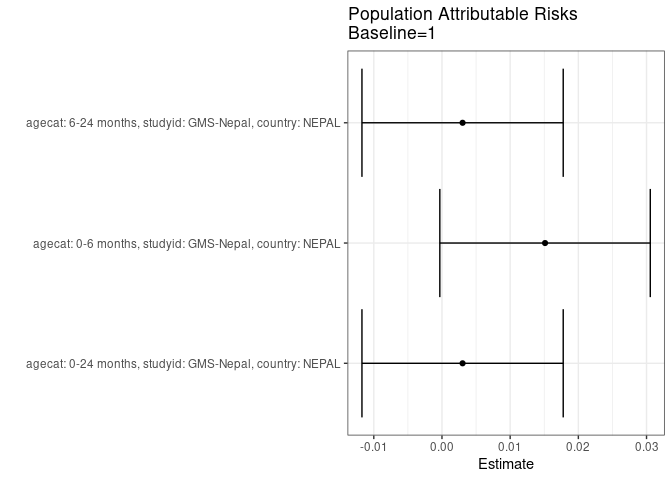 Population Attributable Risks
Baseline=1
agecat: 6-24 months, studyid: GMS-Nepal, country: NEPAL
agecat: 0-6 months, studyid: GMS-Nepal, country: NEPAL
agecat: 0-24 months, studyid: GMS-Nepal, country: NEPAL
-0.01 0.00 0.01 0.02 0.03
Estimate